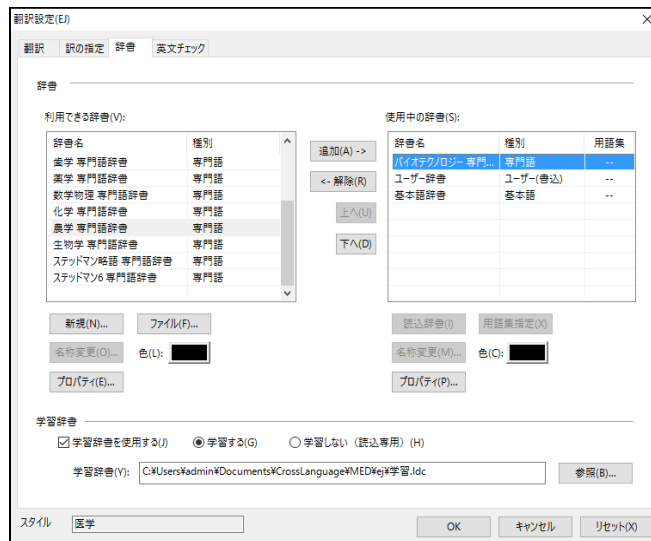 翻訳設定(EJ)
翻訳 訳の指定 辞書 英文チェック
辞書
利用できる辞書(V): 使用中の辞書(S):
辞書名 種別
歯学 専門語辞書 専門語
薬学 専門語辞書 専門語
数学物理 専門語辞書 専門語
化学 専門語辞書 専門語
農学 専門語辞書 専門語
生物学 専門語辞書 専門語
ステッドマン略語 専門語辞書 専門語
ステッドマン6 専門語辞書 専門語
追加(A) ->
<- 解除(R)
上へ(U)
下へ(D)
辞書名 種別 用語集
バイオテクノロジー 専門... 専門語 --
ユーザー辞書 ユーザー(書込) --
基本語辞書 基本語 --
新規(N)... ファイル(F)... 読込辞書(I) 用語集指定(X)
名称変更(O)... 色(L): 名称変更(M)... 色(C):
プロパティ(E)... プロパティ(P)...
学習辞書
学習辞書を使用する(J) 学習する(G) 学習しない（読込専用）(H)
学習辞書(Y): C:¥Users¥admin¥Documents¥CrossLanguage¥MED¥ej¥学習.ldc 参照(B)...
スタイル 医学 OK キャンセル リセット(X)